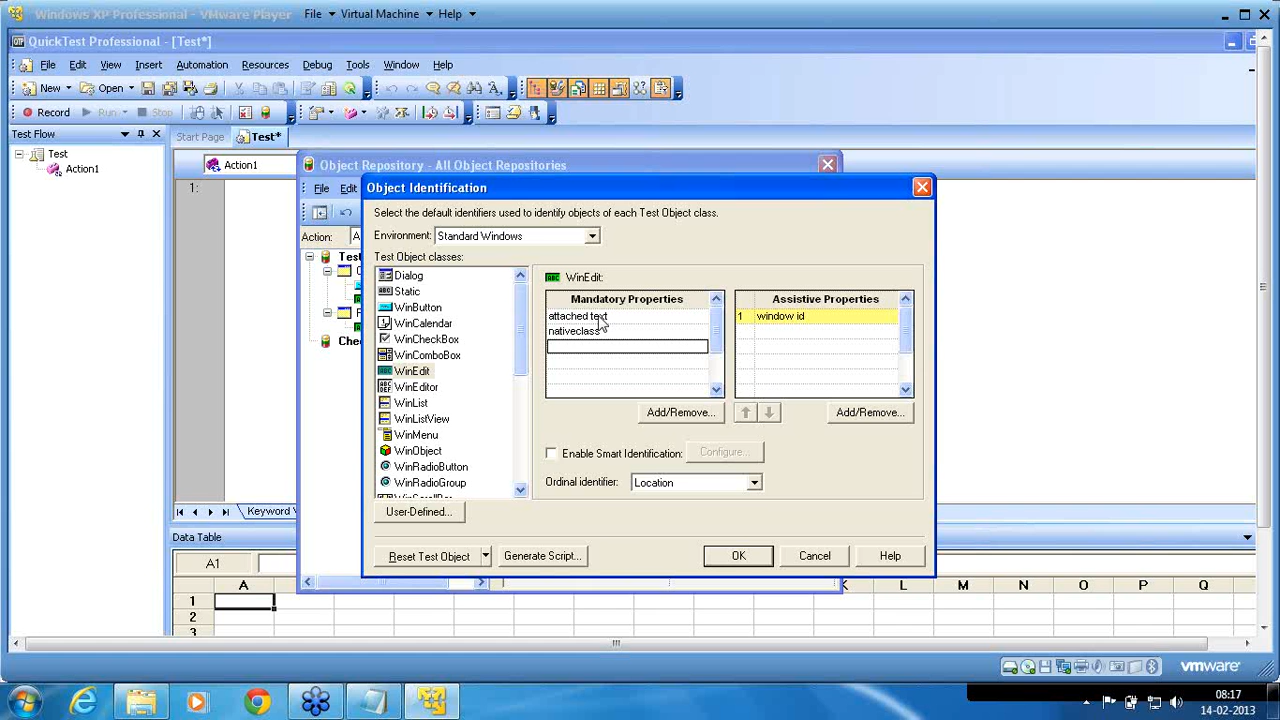 Windows XP Professional - VMware Player File Virtual Machine Help
QuickTest Professional - [Test*]
File Edit View Insert Automation Resources Debug Tools Window Help
New Open
Record Run Stop
Test Flow
Start Page Test*
Test
Action1
Action1
1:
Keyword V
Object Repository - All Object Repositories
File Edit
Action: A
Test
Che
Object Identification
Select the default identifiers used to identify objects of each Test Object class.
Environment: Standard Windows
Test Object classes:
Dialog
Static
WinButton
WinCalendar
WinCheckBox
WinComboBox
WinEdit
WinEditor
WinList
WinListView
WinMenu
WinObject
WinRadioButton
WinRadioGroup
User-Defined...
WinEdit:
Mandatory Properties
attached text
nativeclass
Add/Remove...
Assistive Properties
1 window id
Add/Remove...
Enable Smart Identification: Configure...
Ordinal identifier: Location
Reset Test Object Generate Script... OK Cancel Help
Data Table
A1
A B C D E F K L M N O P Q
1
2
3
vmware
08:17
14-02-2013